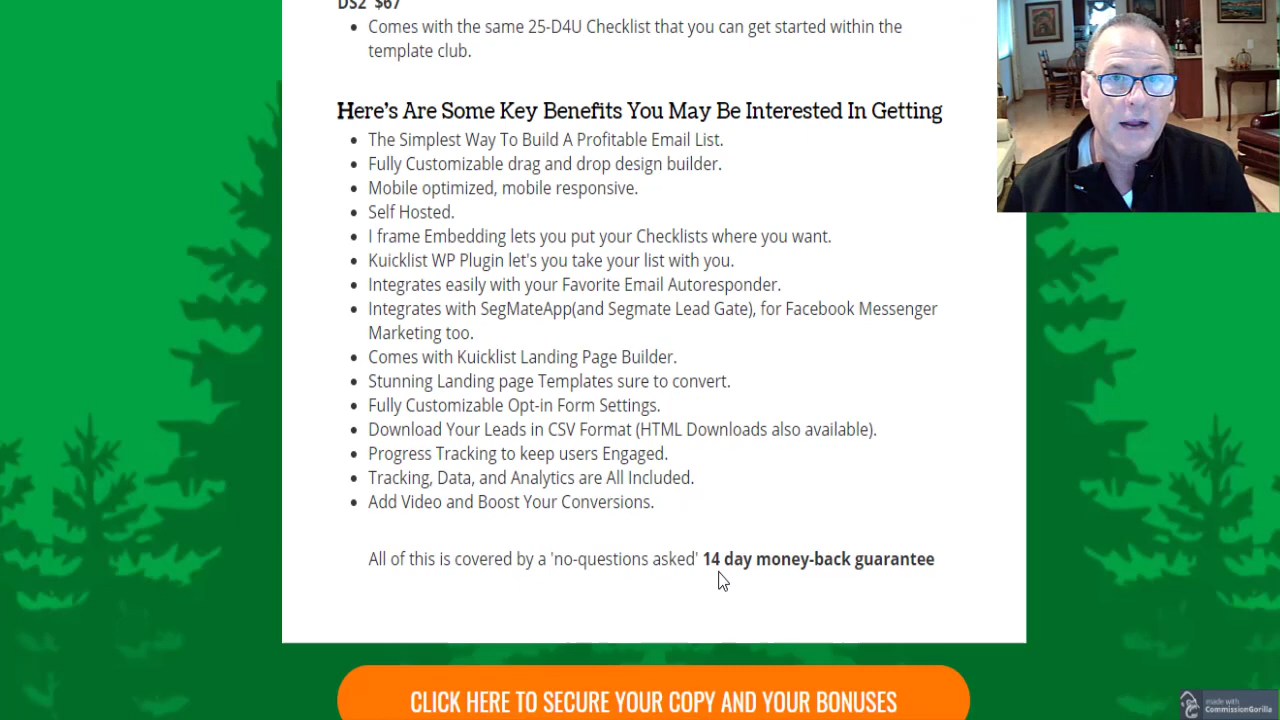 DS2 $67
Comes with the same 25-D4U Checklist that you can get started within the
template club.
Here's Are Some Key Benefits You May Be Interested In Getting
The Simplest Way To Build A Profitable Email List.
Fully Customizable drag and drop design builder.
Mobile optimized, mobile responsive.
Self Hosted.
I frame Embedding lets you put your Checklists where you want.
Kuicklist WP Plugin let's you take your list with you.
Integrates easily with your Favorite Email Autoresponder.
Integrates with SegMateApp(and Segmate Lead Gate), for Facebook Messenger
Marketing too.
Comes with Kuicklist Landing Page Builder.
Stunning Landing page Templates sure to convert.
Fully Customizable Opt-in Form Settings.
Download Your Leads in CSV Format (HTML Downloads also available).
Progress Tracking to keep users Engaged.
Tracking, Data, and Analytics are All Included.
Add Video and Boost Your Conversions.
All of this is covered by a 'no-questions asked' 14 day money-back guarantee
CLICK HERE TO SECURE YOUR COPY AND YOUR BONUSES
made with
CommissionGorilla